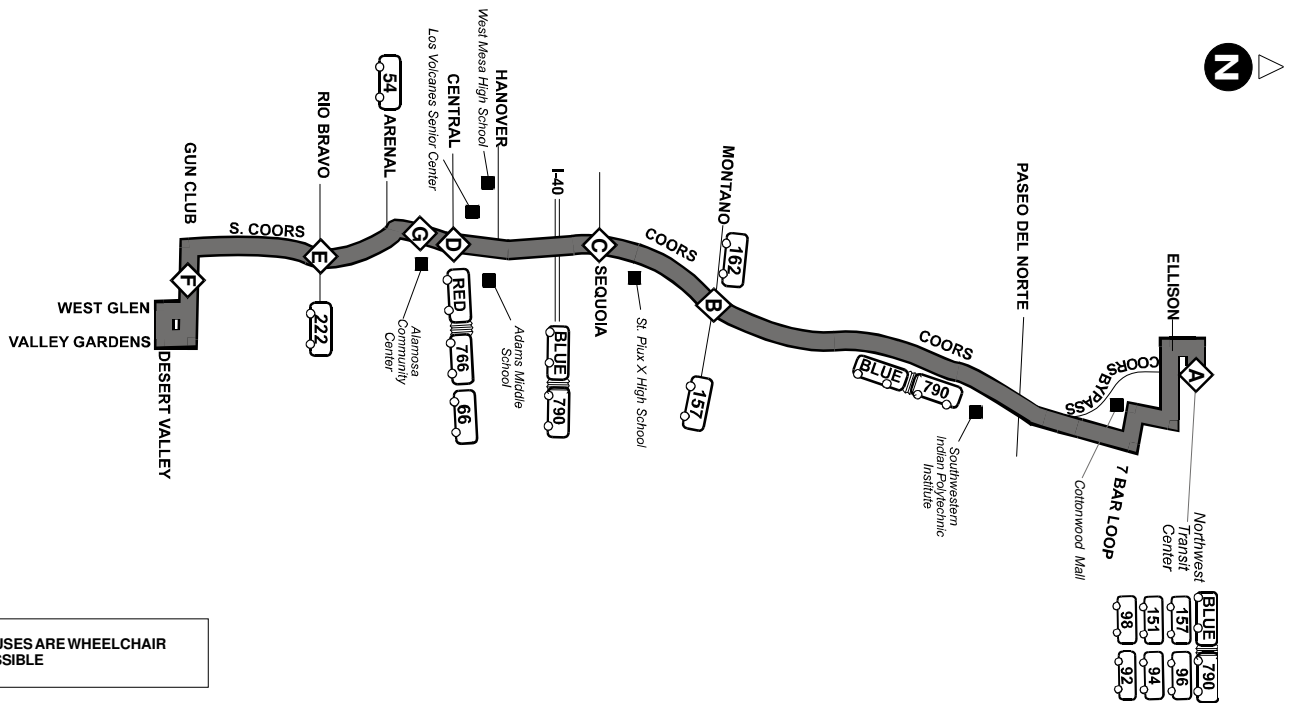 N
ELLISON
A
COORS BYPASS
Northwest
Transit
Center
BLUE 790
157 96
151 94
98 92
7 BAR LOOP
Cottonwood Mall
PASEO DEL NORTE
COORS
Southwestern
Indian Polytechnic
Institute
BLUE 790
MONTANO
162
B
157
COORS
St. Piux X High School
C
SEQUOIA
I-40
BLUE 790
HANOVER
West Mesa High School
Los Volcanes Senior Center
CENTRAL
D
Adams Middle
School
RED 766
66
G
Alamosa
Community
Center
54
ARENAL
RIO BRAVO
E
222
S. COORS
GUN CLUB
F
WEST GLEN
VALLEY GARDENS
DESERT VALLEY
USES ARE WHEELCHAIR
SSIBLE